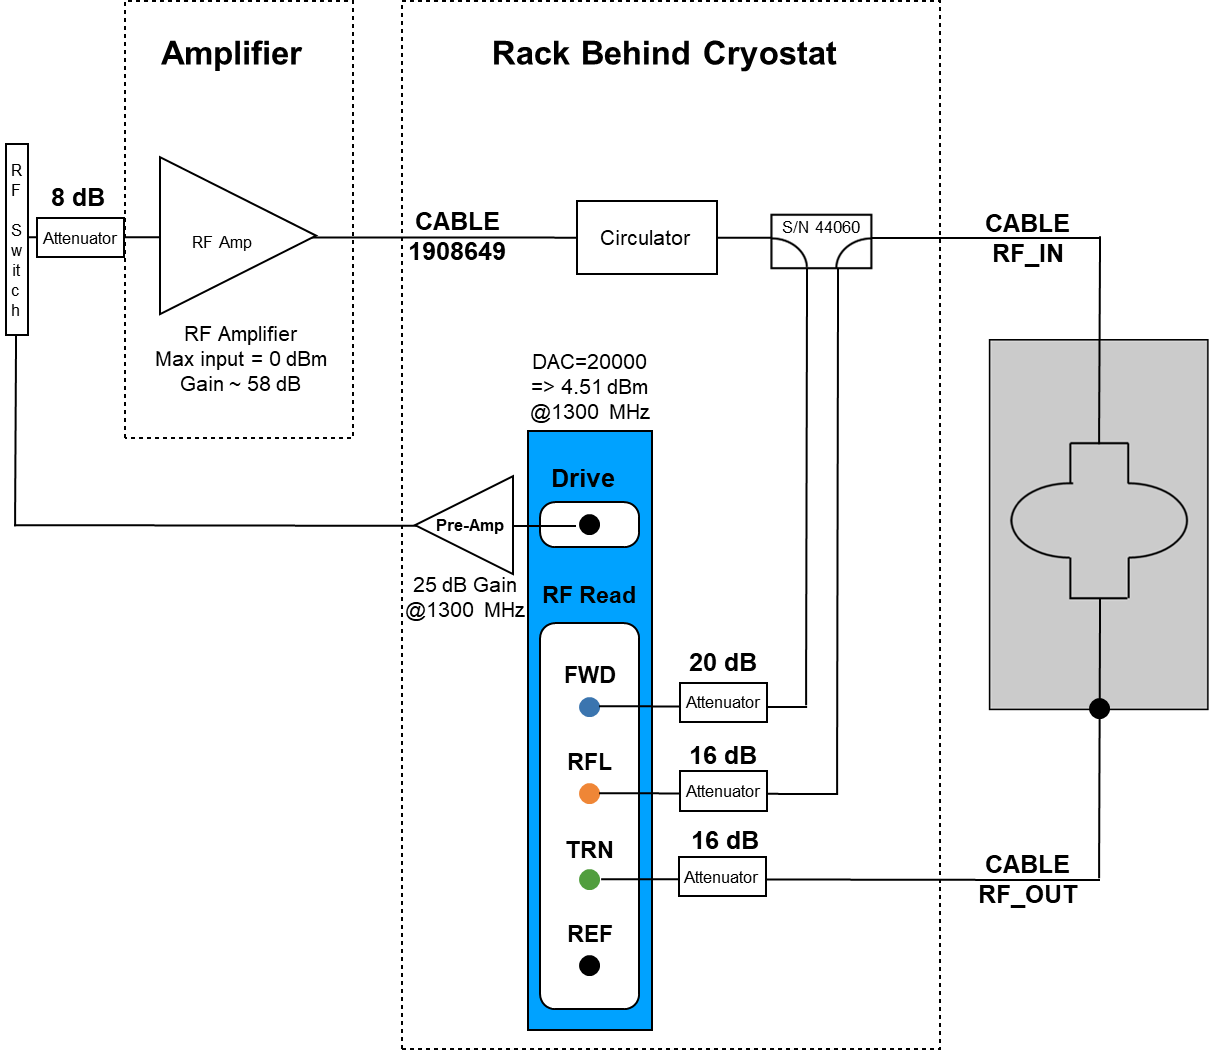 Amplifier
Rack Behind Cryostat
RF Switch
8 dB
Attenuator
RF Amp
RF Amplifier
Max input = 0 dBm
Gain ~ 58 dB
CABLE
1908649
Circulator
S/N 44060
CABLE
RF_IN
DAC=20000
=> 4.51 dBm
@1300 MHz
Drive
Pre-Amp
25 dB Gain
@1300 MHz
RF Read
FWD
20 dB
Attenuator
RFL
16 dB
Attenuator
TRN
16 dB
Attenuator
CABLE
RF_OUT
REF